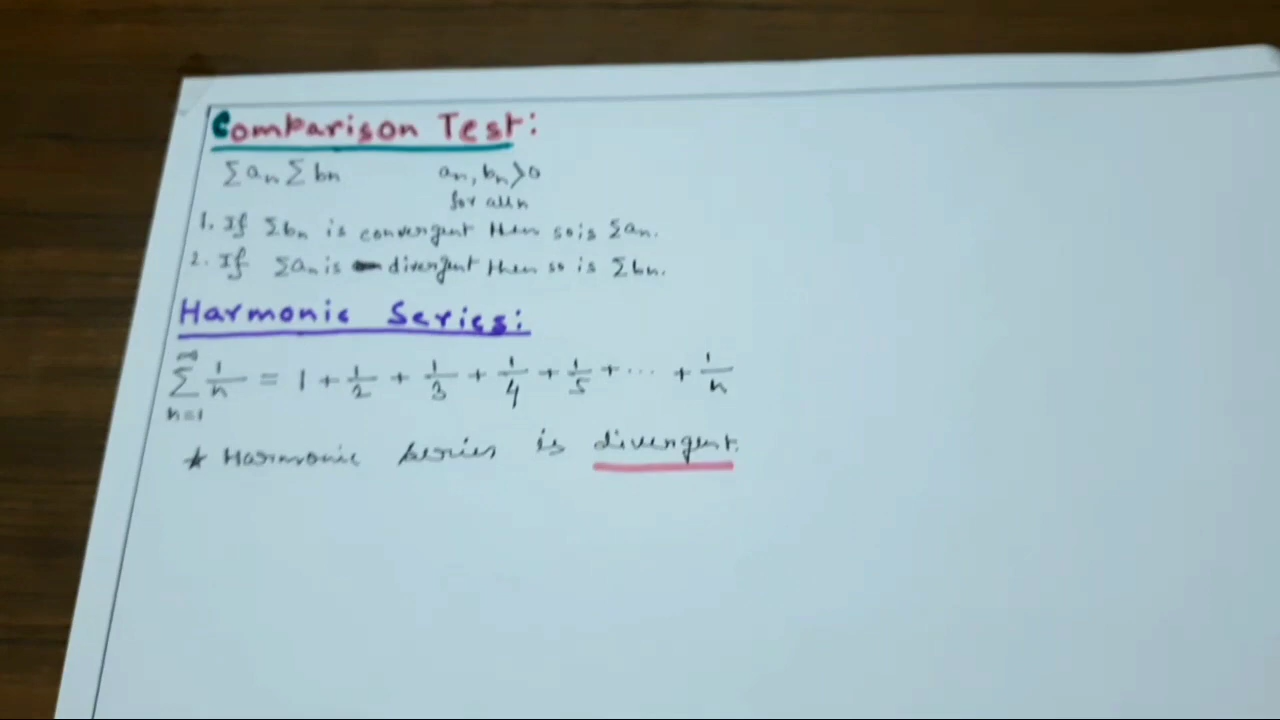 Comparison Test:
Σan Σbn an, bn > 0
for all n
1. If Σbn is convergent then so is Σan.
2. If Σan is divergent then so is Σbn.
Harmonic Series:
∞
Σ 1/n = 1 + 1/2 + 1/3 + 1/4 + 1/5 + ... + 1/n
n=1
* Harmonic series is divergent.